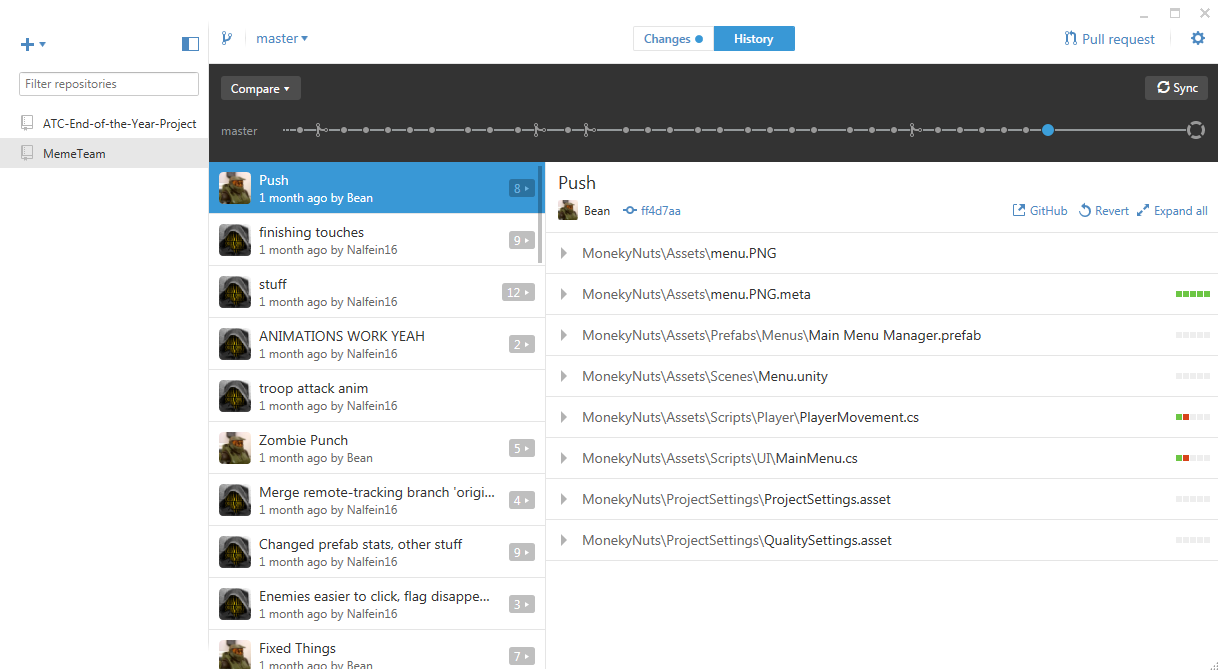 master
Changes
History
Pull request
Filter repositories
ATC-End-of-the-Year-Project
MemeTeam
Compare
Sync
master
Push
1 month ago by Bean
8
finishing touches
1 month ago by Nalfein16
9
stuff
1 month ago by Nalfein16
12
ANIMATIONS WORK YEAH
1 month ago by Nalfein16
2
troop attack anim
1 month ago by Nalfein16
Zombie Punch
1 month ago by Bean
5
Merge remote-tracking branch 'origi...
1 month ago by Nalfein16
4
Changed prefab stats, other stuff
1 month ago by Nalfein16
9
Enemies easier to click, flag disappe...
1 month ago by Nalfein16
3
Fixed Things
1 month ago by Bean
7
Push
Bean
ff4d7aa
GitHub
Revert
Expand all
MonekyNuts\Assets\menu.PNG
MonekyNuts\Assets\menu.PNG.meta
MonekyNuts\Assets\Prefabs\Menus\Main Menu Manager.prefab
MonekyNuts\Assets\Scenes\Menu.unity
MonekyNuts\Assets\Scripts\Player\PlayerMovement.cs
MonekyNuts\Assets\Scripts\UI\MainMenu.cs
MonekyNuts\ProjectSettings\ProjectSettings.asset
MonekyNuts\ProjectSettings\QualitySettings.asset